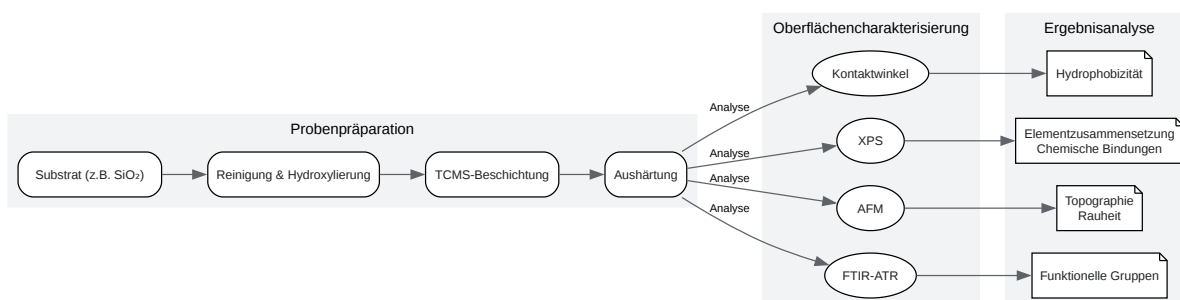 Oberflächencharakterisierung
Ergebnisanalyse
Probenpräparation
Substrat (z.B. SiO₂)
Reinigung & Hydroxylierung
TCMS-Beschichtung
Aushärtung
Analyse
Analyse
Analyse
Analyse
Kontaktwinkel
Hydrophobizität
XPS
Elementzusammensetzung
Chemische Bindungen
AFM
Topographie
Rauheit
FTIR-ATR
Funktionelle Gruppen